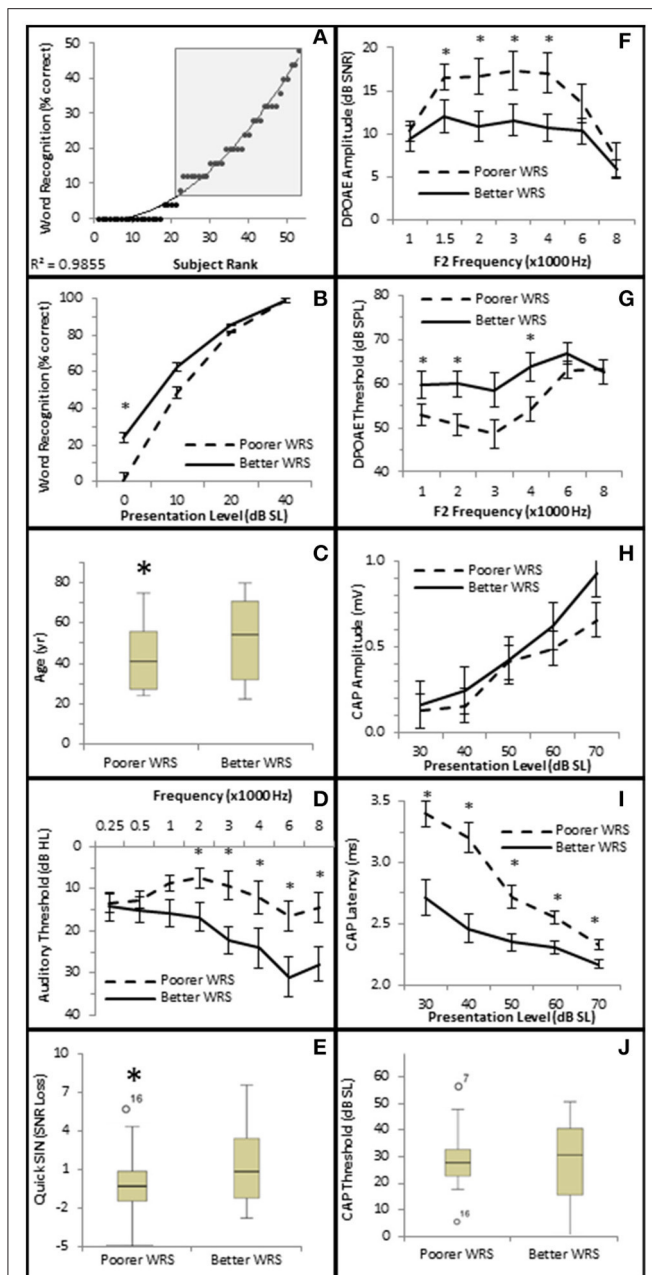 A
Word Recognition (% correct)
50
40
30
20
10
0
0 10 20 30 40 50
R² = 0.9855
Subject Rank
B
Word Recognition (% correct)
100
80
60
40
20
0
*
Poorer WRS
Better WRS
0 10 20 40
Presentation Level (dB SL)
C
Age (yr)
80
60
40
20
0
*
Poorer WRS Better WRS
Frequency (x1000 Hz)
D
0.25 0.5 1 2 3 4 6 8
Auditory Threshold (dB HL)
0
10
20
30
40
* * * * *
Poorer WRS
Better WRS
E
Quick SIN (SNR Loss)
10
7
4
1
-2
-5
*
16
Poorer WRS Better WRS
F
DPOAE Amplitude (dB SNR)
20
15
10
5
0
* * * *
Poorer WRS
Better WRS
1 1.5 2 3 4 6 8
F2 Frequency (x1000 Hz)
G
DPOAE Threshold (dB SPL)
80
70
60
50
40
Poorer WRS
Better WRS
* * *
1 2 3 4 6 8
F2 Frequency (x1000 Hz)
H
CAP Amplitude (mV)
1.0
0.5
0.0
Poorer WRS
Better WRS
30 40 50 60 70
Presentation Level (dB SL)
I
CAP Latency (ms)
3.5
3.0
2.5
2.0
* * * * *
Poorer WRS
Better WRS
30 40 50 60 70
Presentation Level (dB SL)
J
CAP Threshold (dB SL)
60
50
40
30
20
10
0
7
16
Poorer WRS Better WRS